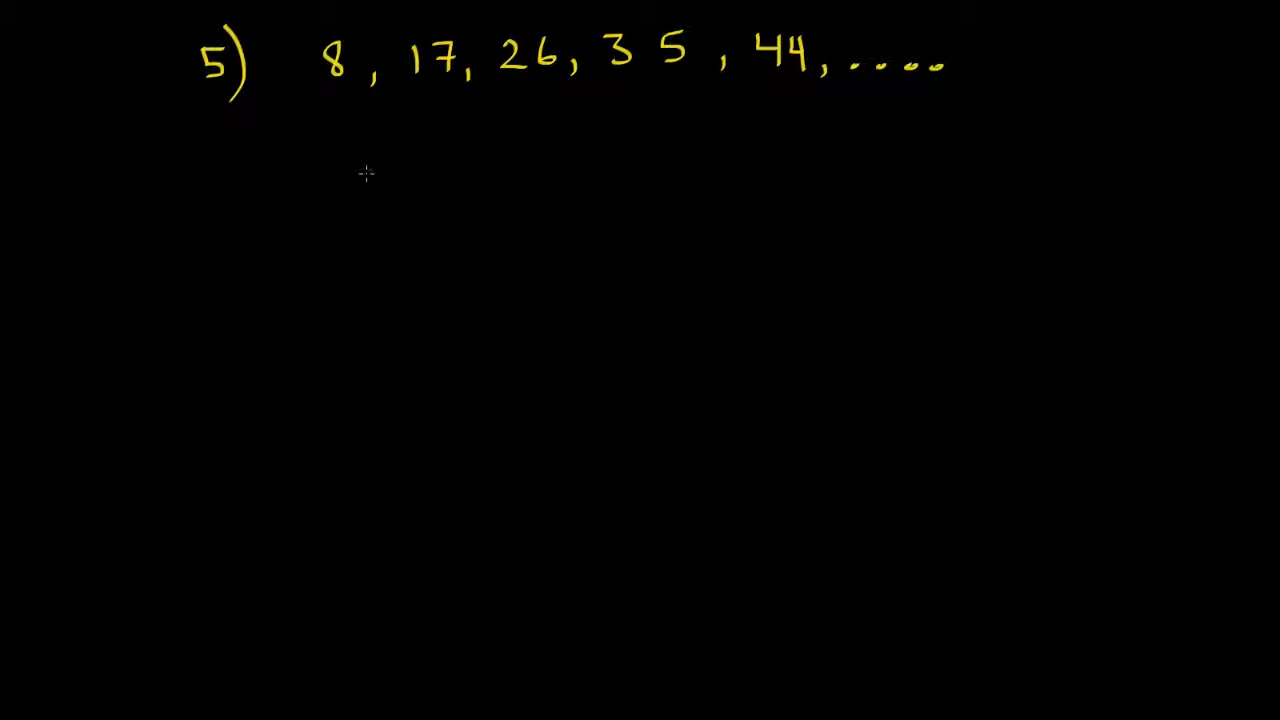 5) 8, 17, 26, 35, 44, ....